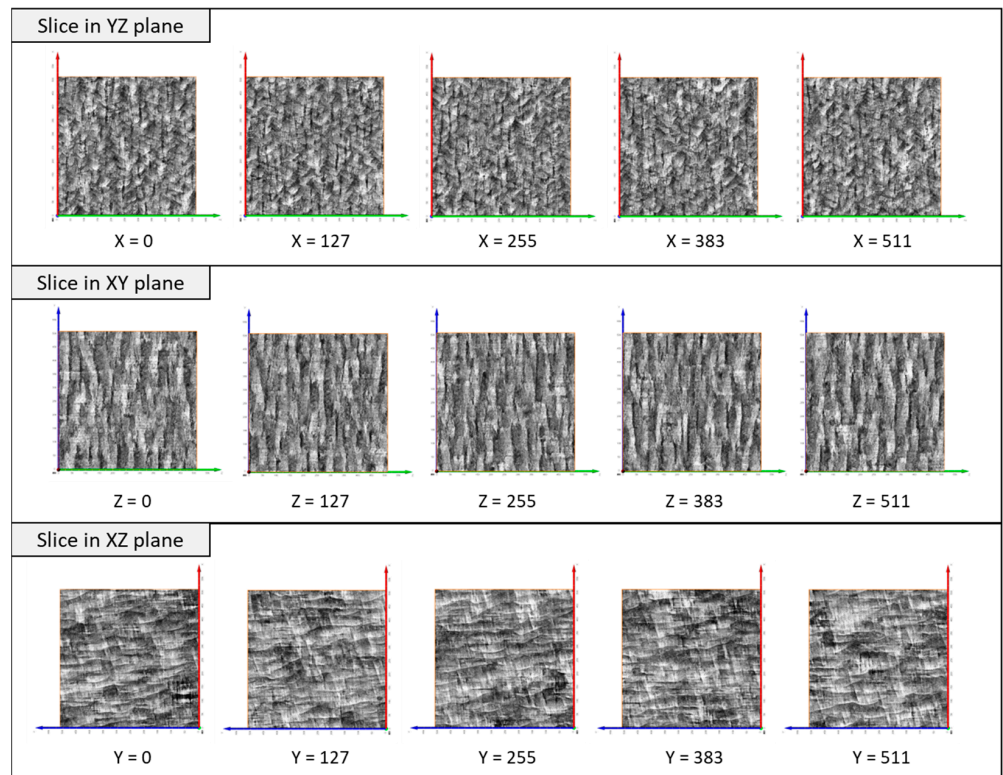 Slice in YZ plane
X = 0
X = 127
X = 255
X = 383
X = 511
Slice in XY plane
Z = 0
Z = 127
Z = 255
Z = 383
Z = 511
Slice in XZ plane
Y = 0
Y = 127
Y = 255
Y = 383
Y = 511